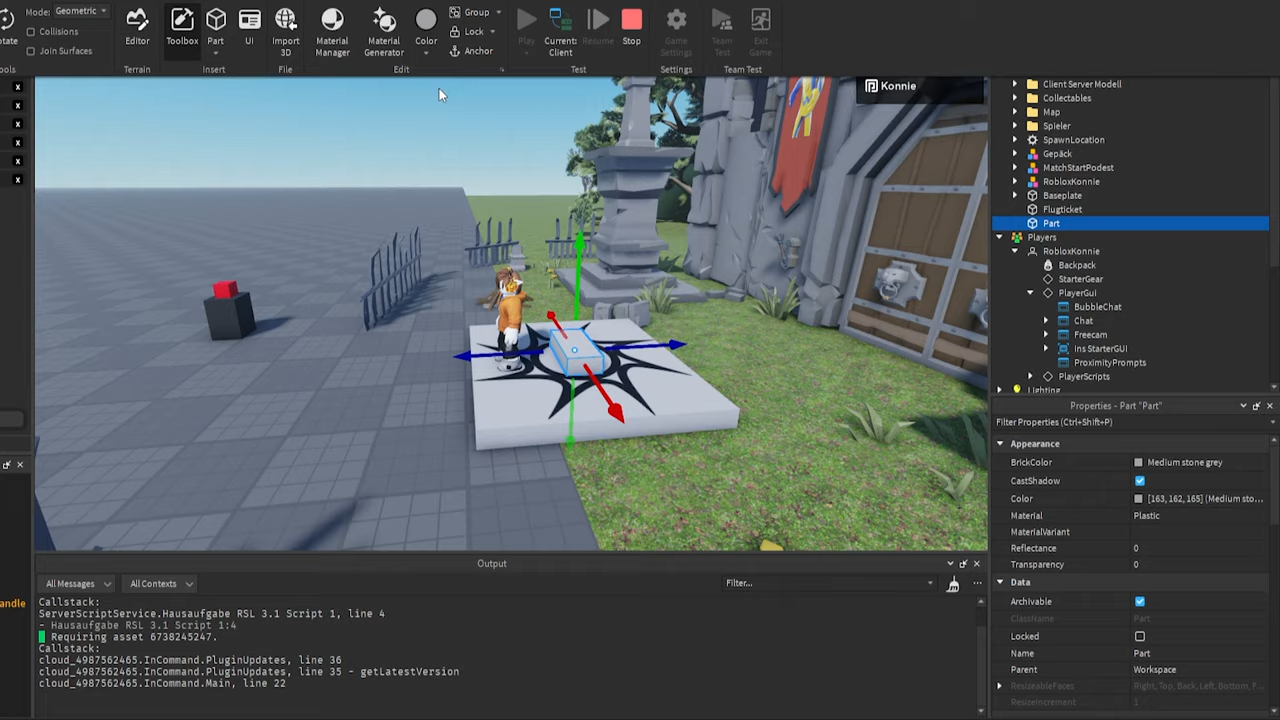 Mode: Geometric
Collisions
Join Surfaces
Editor
Terrain
Toolbox
Part
UI
Insert
Import
3D
File
Material
Manager
Material
Generator
Color
Group
Lock
Anchor
Edit
Play
Current:
Client
Resume
Stop
Test
Game
Settings
Settings
Team
Test
Exit
Game
Team Test
x
x
x
x
x
x
Konnie
Client Server Modell
Collectables
Map
Spieler
SpawnLocation
Gepäck
MatchStartPodest
RobloxKonnie
Baseplate
Flugticket
Part
Players
RobloxKonnie
Backpack
StarterGear
PlayerGui
BubbleChat
Chat
Freecam
Ins StarterGUI
ProximityPrompts
PlayerScripts
Lighting
Properties - Part "Part"
Filter Properties (Ctrl+Shift+P)
Appearance
BrickColor Medium stone grey
CastShadow
Color [163, 162, 165] (Medium sto...
Material Plastic
MaterialVariant
Reflectance 0
Transparency 0
Data
Archivable
ClassName Part
Locked
Name Part
Parent Workspace
ResizeableFaces Right, Top, Back, Left, Bottom, F...
ResizeIncrement 1
Output
All Messages All Contexts Filter...
Callstack:
ServerScriptService.Hausaufgabe RSL 3.1 Script 1, line 4
- Hausaufgabe RSL 3.1 Script 1:4
Requiring asset 6738245247.
Callstack:
cloud_4987562465.InCommand.PluginUpdates, line 36
cloud_4987562465.InCommand.PluginUpdates, line 35 - getLatestVersion
cloud_4987562465.InCommand.Main, line 22